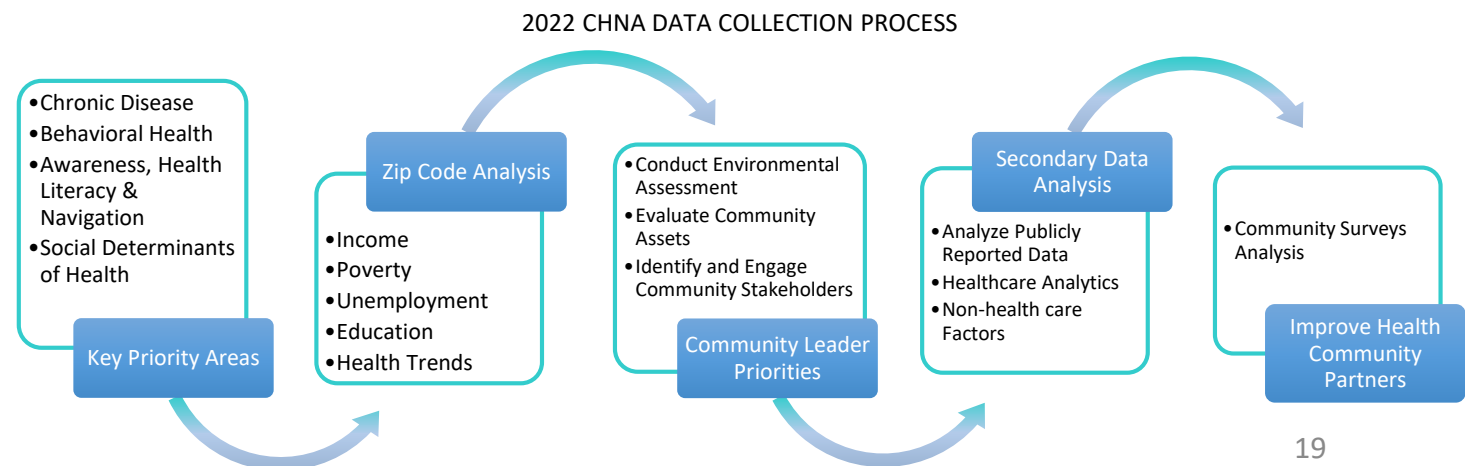 2022 CHNA DATA COLLECTION PROCESS
•Chronic Disease
•Behavioral Health
•Awareness, Health
Literacy &
Navigation
•Social Determinants
of Health
Key Priority Areas
Zip Code Analysis
•Income
•Poverty
•Unemployment
•Education
•Health Trends
•Conduct Environmental
Assessment
•Evaluate Community
Assets
•Identify and Engage
Community Stakeholders
Community Leader
Priorities
Secondary Data
Analysis
•Analyze Publicly
Reported Data
•Healthcare Analytics
•Non-health care
Factors
•Community Surveys
Analysis
Improve Health
Community
Partners
19